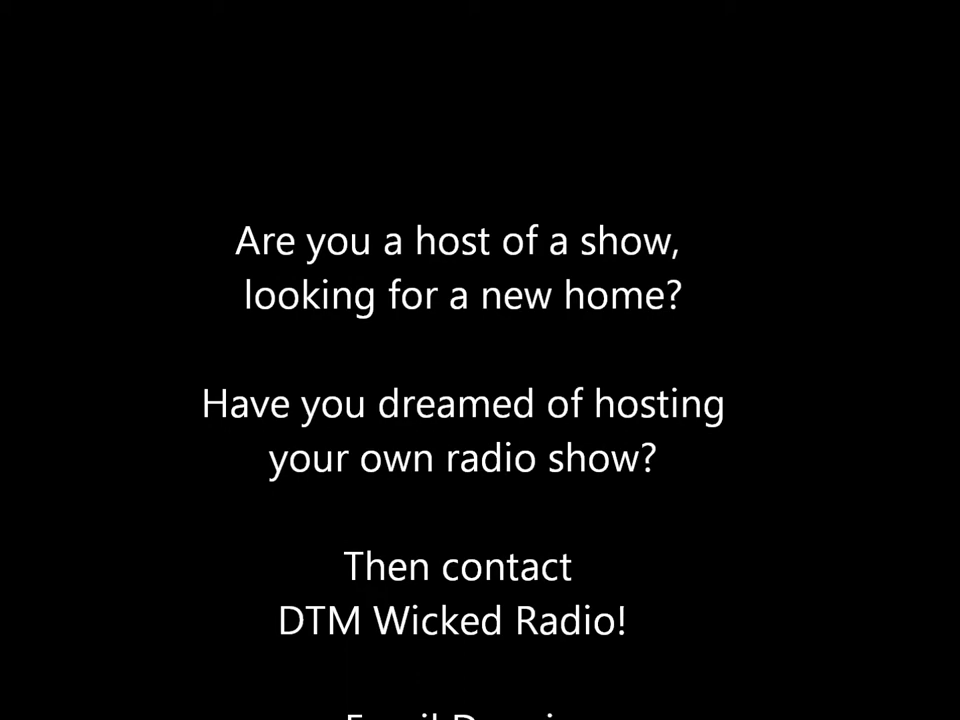 Are you a host of a show,
looking for a new home?
Have you dreamed of hosting
your own radio show?
Then contact
DTM Wicked Radio!